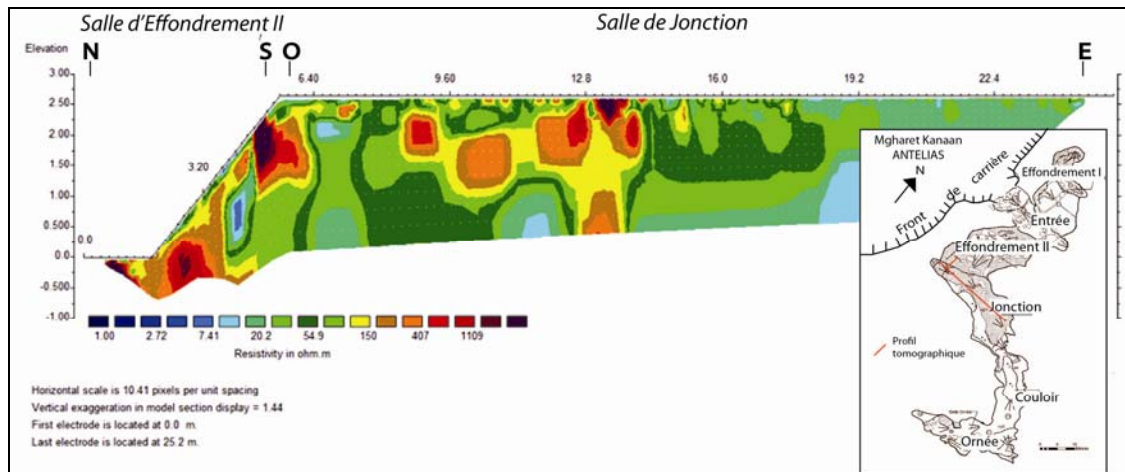 Salle d'Effondrement II
Salle de Jonction
Elevation
N
S O
E
6.40 9.60 12.8 16.0 19.2 22.4
3.00
2.50
2.00
1.50
1.00
0.500
0.0
-0.500
-1.00
3.20
0.0
1.00 2.72 7.41 20.2 54.9 150 407 1109
Resistivity in ohm.m
Horizontal scale is 10.41 pixels per unit spacing
Vertical exaggeration in model section display = 1.44
First electrode is located at 0.0 m.
Last electrode is located at 25.2 m.
Mgharet Kanaan
ANTELIAS
N
Front de carrière
Effondrement I
Entrée
Effondrement II
Jonction
Profil
tomographique
Couloir
Ornée